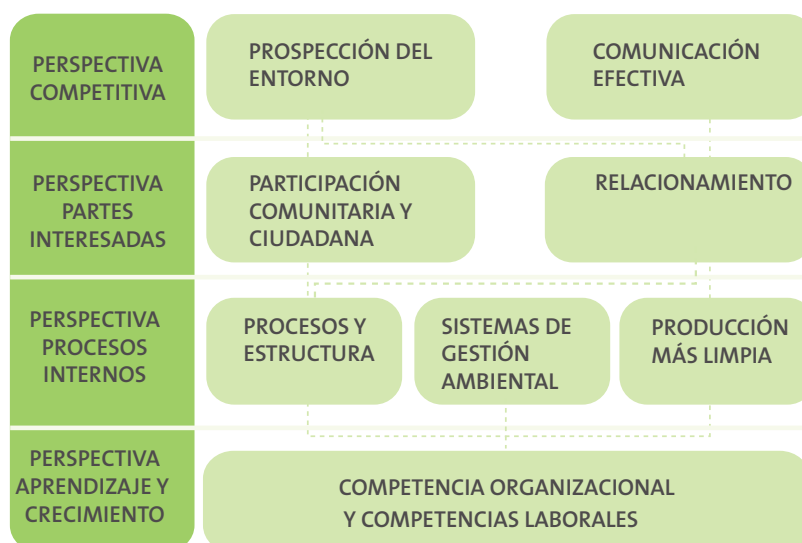 PERSPECTIVA
COMPETITIVA
PROSPECCIÓN DEL
ENTORNO
COMUNICACIÓN
EFECTIVA
PERSPECTIVA
PARTES
INTERESADAS
PARTICIPACIÓN
COMUNITARIA Y
CIUDADANA
RELACIONAMIENTO
PERSPECTIVA
PROCESOS
INTERNOS
PROCESOS Y
ESTRUCTURA
SISTEMAS DE
GESTIÓN
AMBIENTAL
PRODUCCIÓN
MÁS LIMPIA
PERSPECTIVA
APRENDIZAJE Y
CRECIMIENTO
COMPETENCIA ORGANIZACIONAL
Y COMPETENCIAS LABORALES